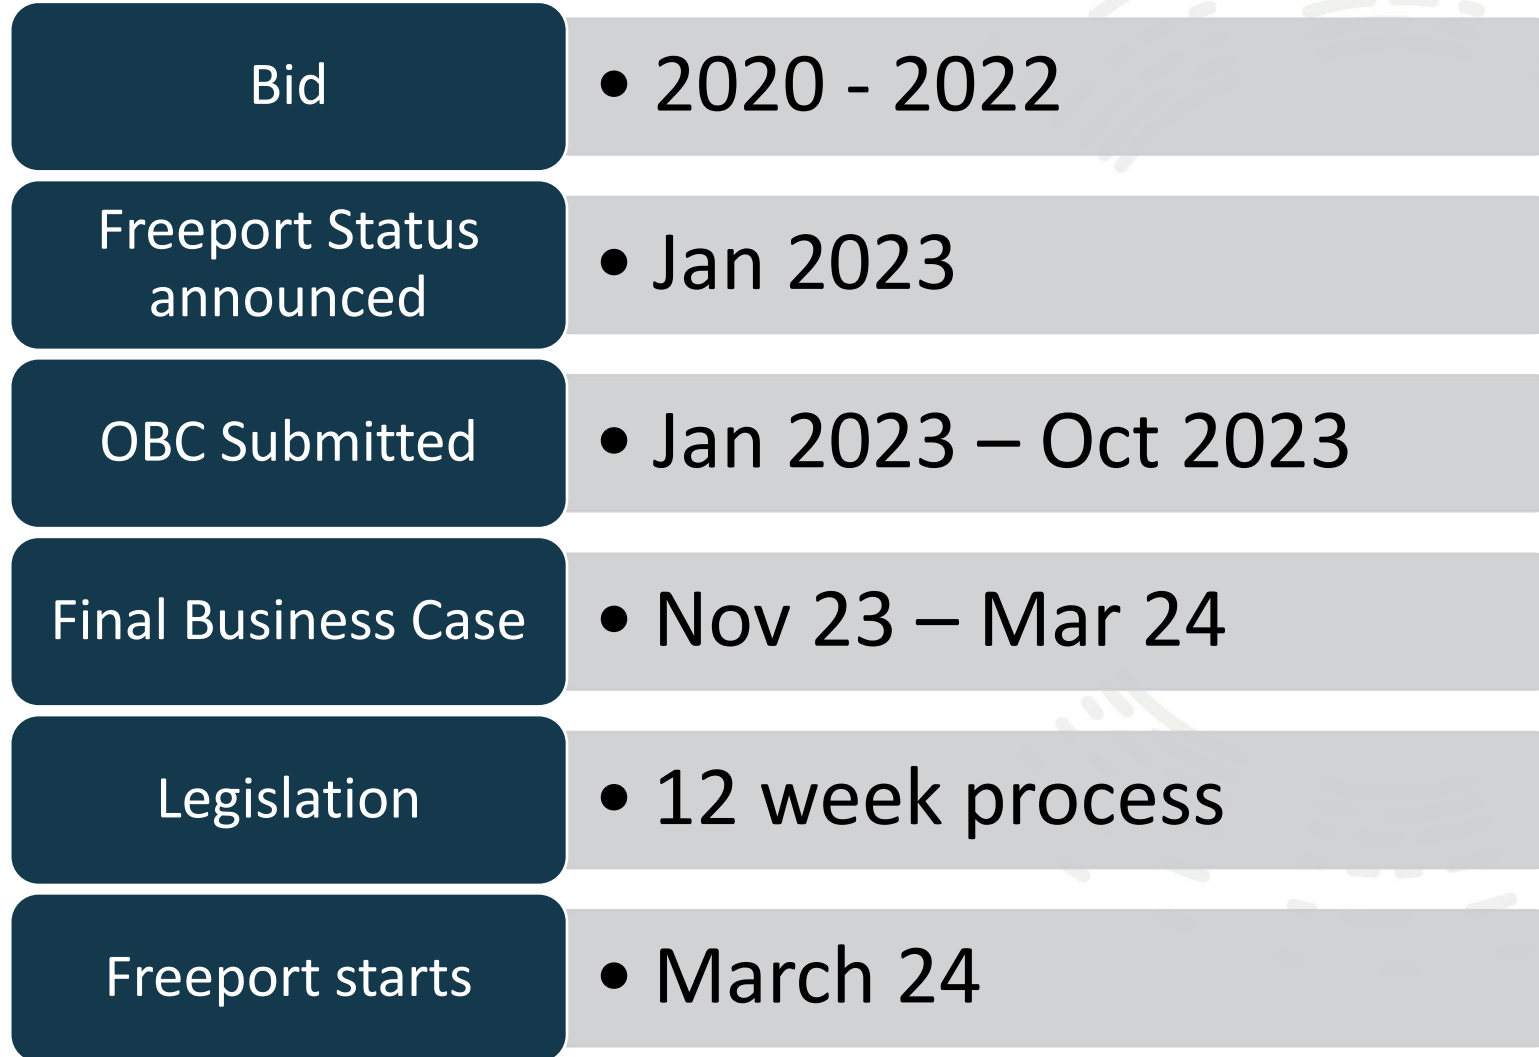 Bid
• 2020 - 2022
Freeport Status
announced
• Jan 2023
OBC Submitted
• Jan 2023 – Oct 2023
Final Business Case
• Nov 23 – Mar 24
Legislation
• 12 week process
Freeport starts
• March 24